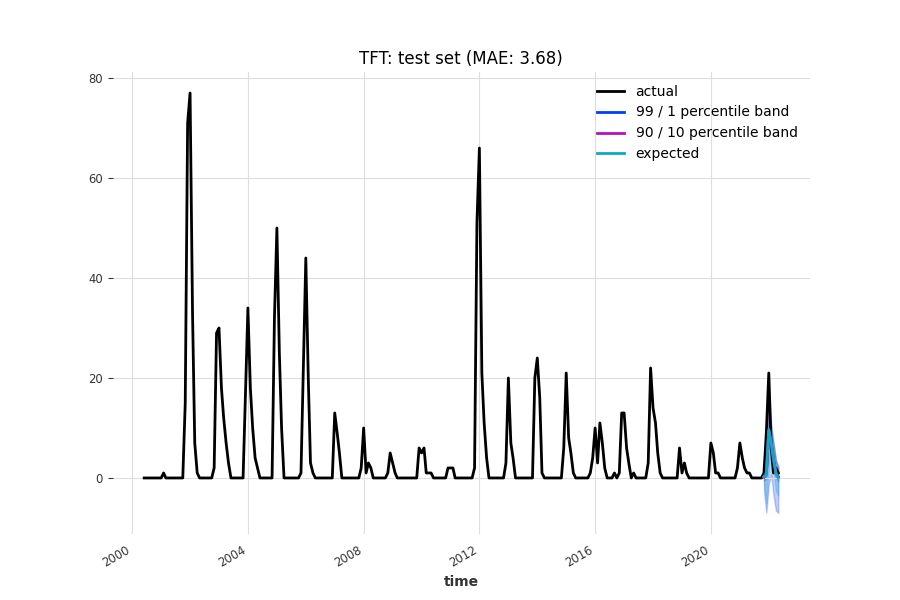 TFT: test set (MAE: 3.68)
80
60
40
20
0
actual
99 / 1 percentile band
90 / 10 percentile band
expected
2000
2004
2008
2012
2016
2020
time